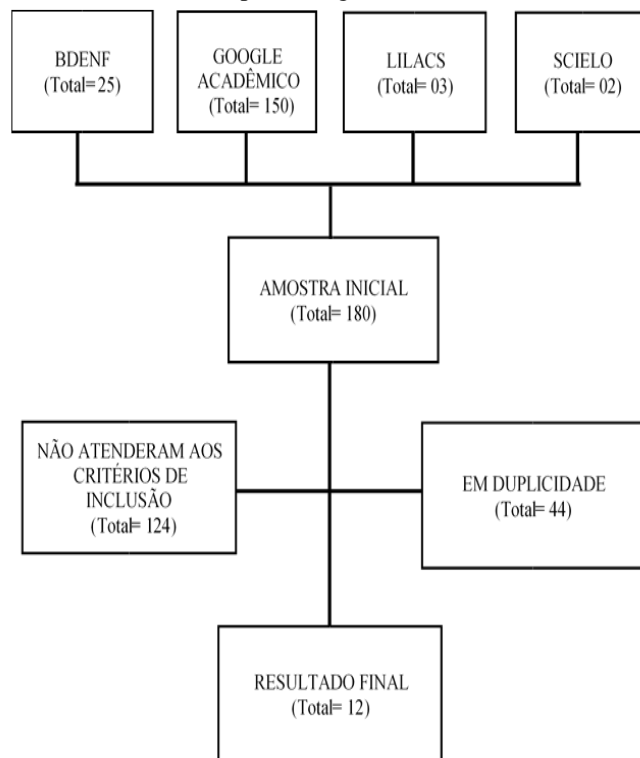 BDENF
(Total= 25)
GOOGLE
ACADÊMICO
(Total= 150)
LILACS
(Total= 03)
SCIELO
(Total= 02)
AMOSTRA INICIAL
(Total= 180)
NÃO ATENDERAM AOS
CRITÉRIOS DE
INCLUSÃO
(Total= 124)
EM DUPLICIDADE
(Total= 44)
RESULTADO FINAL
(Total= 12)